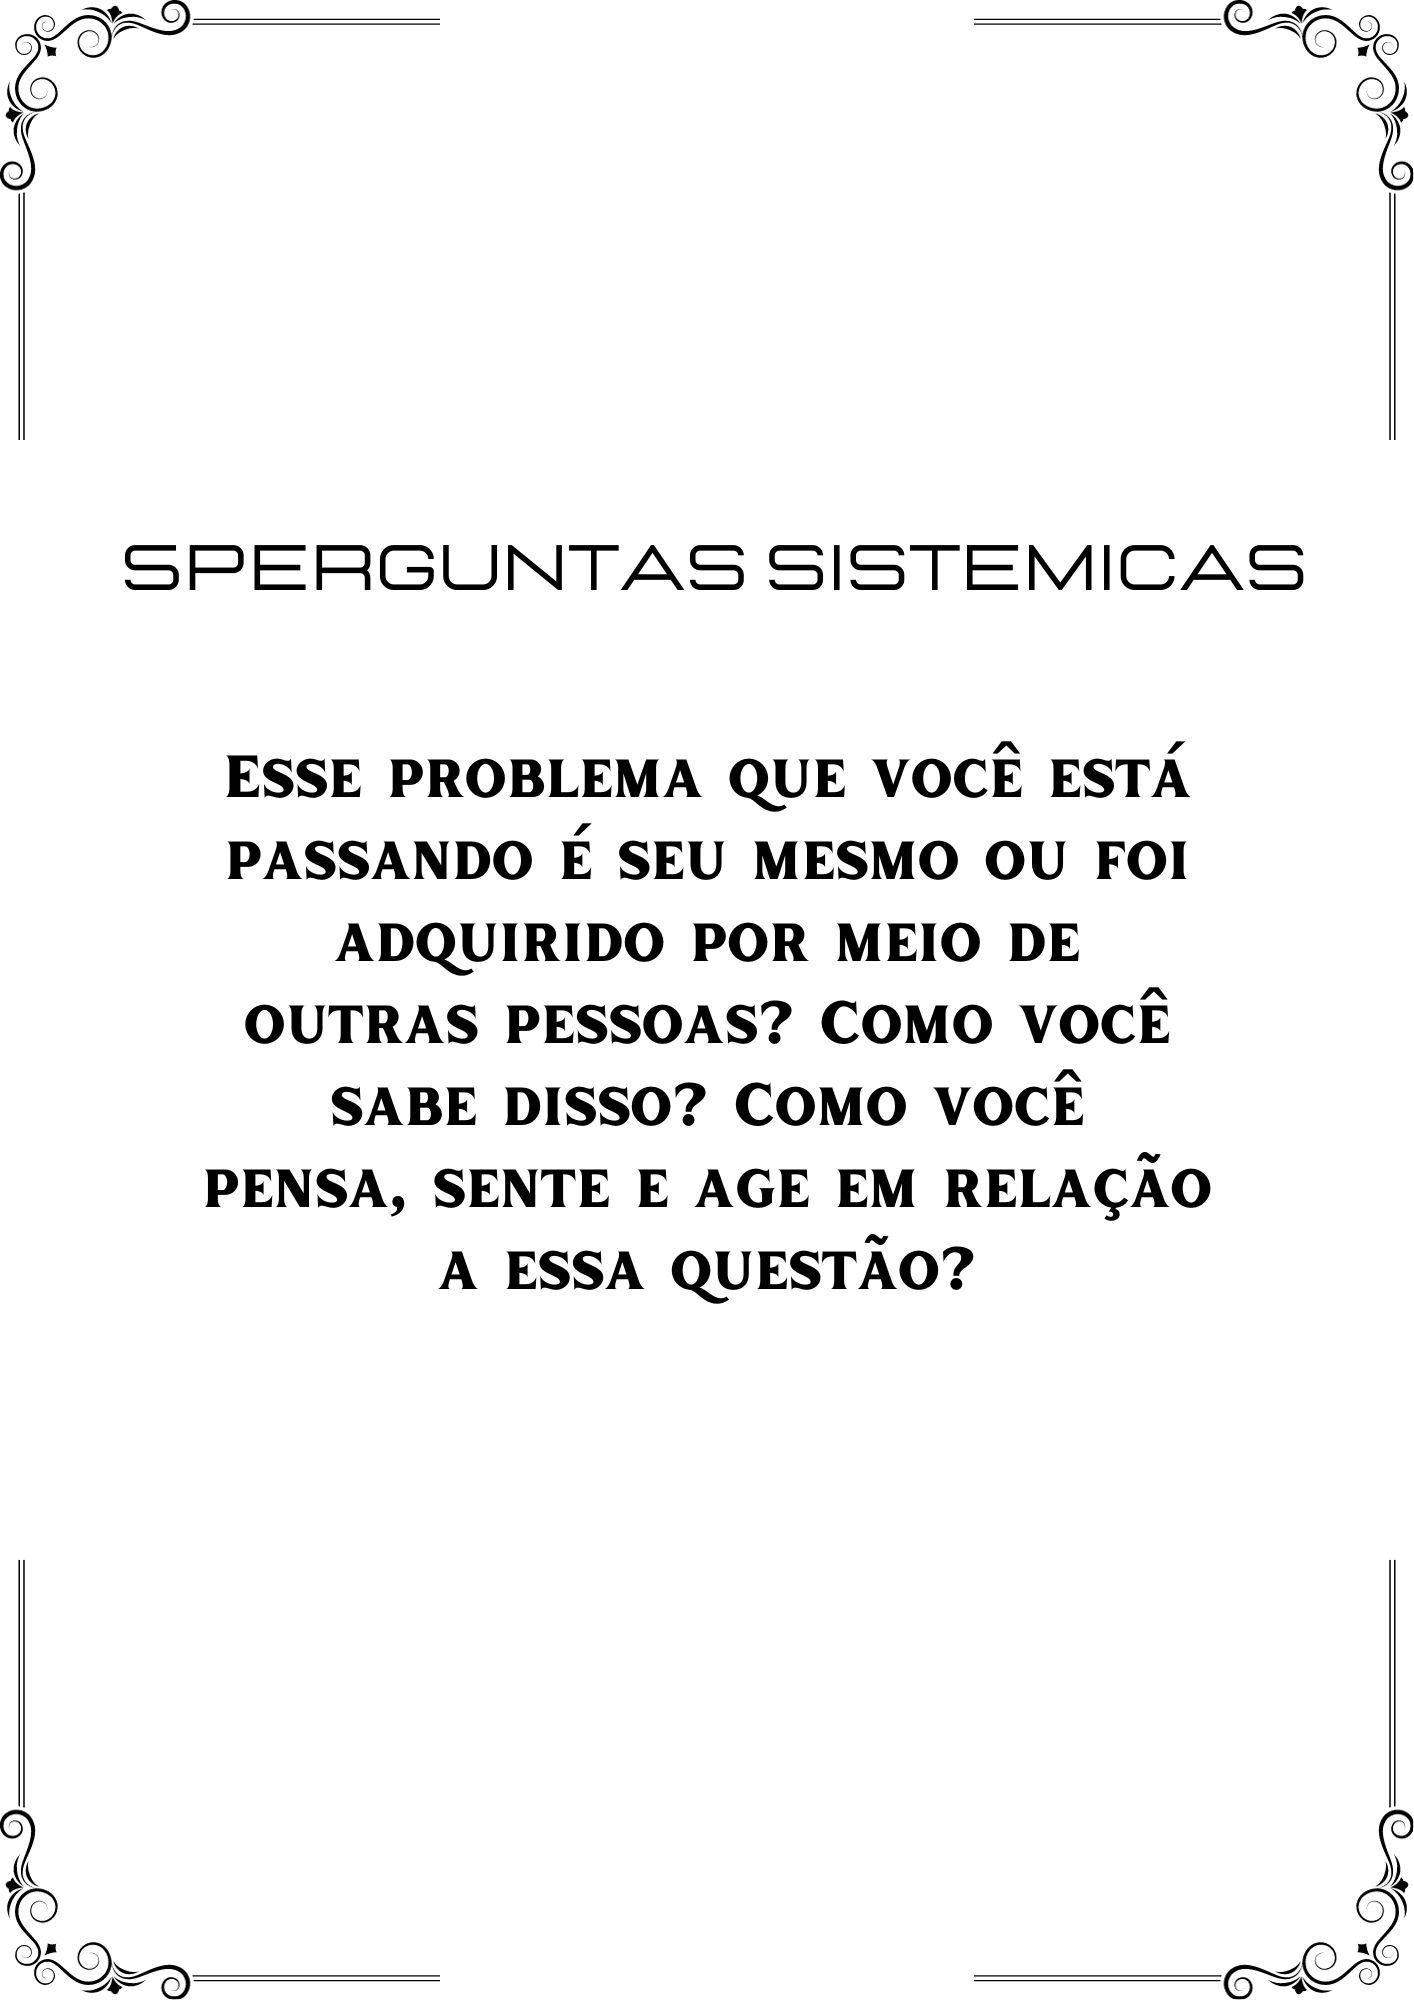 SPERGUNTAS SISTEMICAS
Esse problema que você está
passando é seu mesmo ou foi
adquirido por meio de
outras pessoas? Como você
sabe disso? Como você
pensa, sente e age em relação
a essa questão?